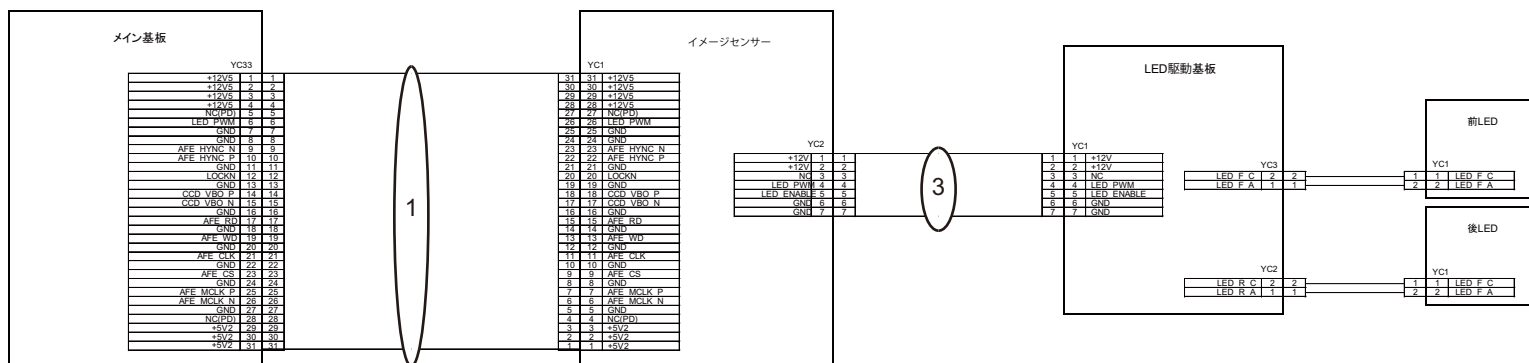 メイン基板
YC33
+12V5 1 1
+12V5 2 2
+12V5 3 3
+12V5 4 4
NC(PD) 5 5
LED PWM 6 6
GND 7 7
GND 8 8
AFE HYNC N 9 9
AFE HYNC P 10 10
GND 11 11
LOCKN 12 12
GND 13 13
CCD VBO P 14 14
CCD VBO N 15 15
GND 16 16
AFE RD 17 17
GND 18 18
AFE WD 19 19
GND 20 20
AFE CLK 21 21
GND 22 22
AFE CS 23 23
GND 24 24
AFE MCLK P 25 25
AFE MCLK N 26 26
GND 27 27
NC(PD) 28 28
+5V2 29 29
+5V2 30 30
+5V2 31 31
1
イメージセンサー
YC1
31 31 +12V5
30 30 +12V5
29 29 +12V5
28 28 +12V5
27 27 NC(PD)
26 26 LED PWM
25 25 GND
24 24 GND
23 23 AFE HYNC N
22 22 AFE HYNC P
21 21 GND
20 20 LOCKN
19 19 GND
18 18 CCD VBO P
17 17 CCD VBO N
16 16 GND
15 15 AFE RD
14 14 GND
13 13 AFE WD
12 12 GND
11 11 AFE CLK
10 10 GND
9 9 AFE CS
8 8 GND
7 7 AFE MCLK P
6 6 AFE MCLK N
5 5 GND
4 4 NC(PD)
3 3 +5V2
2 2 +5V2
1 1 +5V2
YC2
+12V 1 1
+12V 2 2
NC 3 3
LED PWM 4 4
LED ENABLE 5 5
GND 6 6
GND 7 7
3
LED駆動基板
YC1
1 1 +12V
2 2 +12V
3 3 NC
4 4 LED PWM
5 5 LED ENABLE
6 6 GND
7 7 GND
YC3
LED F C 2 2
LED F A 1 1
YC2
LED R C 2 2
LED R A 1 1
前LED
YC1
1 1 LED F C
2 2 LED F A
後LED
YC1
1 1 LED F C
2 2 LED F A